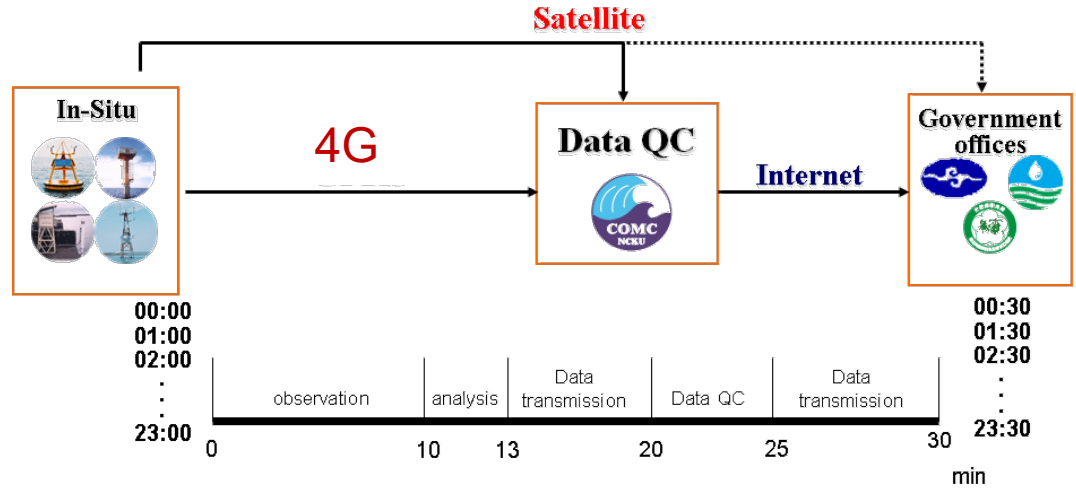 Satellite
In-Situ
4G
Data QC
COMC
NCKU
Internet
Government
offices
00:00
01:00
02:00
.
.
.
23:00
00:30
01:30
02:30
.
.
.
23:30
observation
analysis
Data
transmission
Data QC
Data
transmission
0
10
13
20
25
30
min